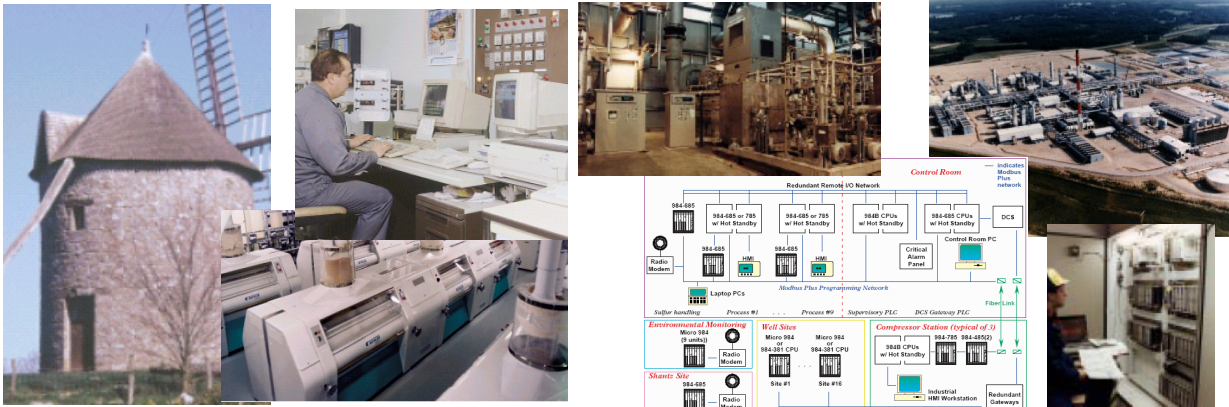 Control Room
indicates
Modbus
Plus
network
Redundant Remote I/O Network
984-685
984-685 or 785
w/ Hot Standby
984-685 or 785
w/ Hot Standby
984B CPUs
w/ Hot Standby
984-685 CPUs
w/ Hot Standby
DCS
Radio
Modem
984-685
HMI
984-685
HMI
Critical
Alarm
Panel
Control Room PC
Laptop PCs
Modbus Plus Programming Network
Fiber Link
Sulfur handling
Process #1
. . .
Process #9
Supervisory PLC
DCS Gateway PLC
Environmental Monitoring
Micro 984
(9 units))
Radio
Modem
Shantz Site
984-685
Radio
Modem
Well Sites
Micro 984
or
984-381 CPU
Micro 984
or
984-381 CPU
. . .
Site #1
Site #16
Compressor Station (typical of 3)
984B CPUs
w/ Hot Standby
984-785
984-485(2)
Industrial
HMI Workstation
Redundant
Gateways